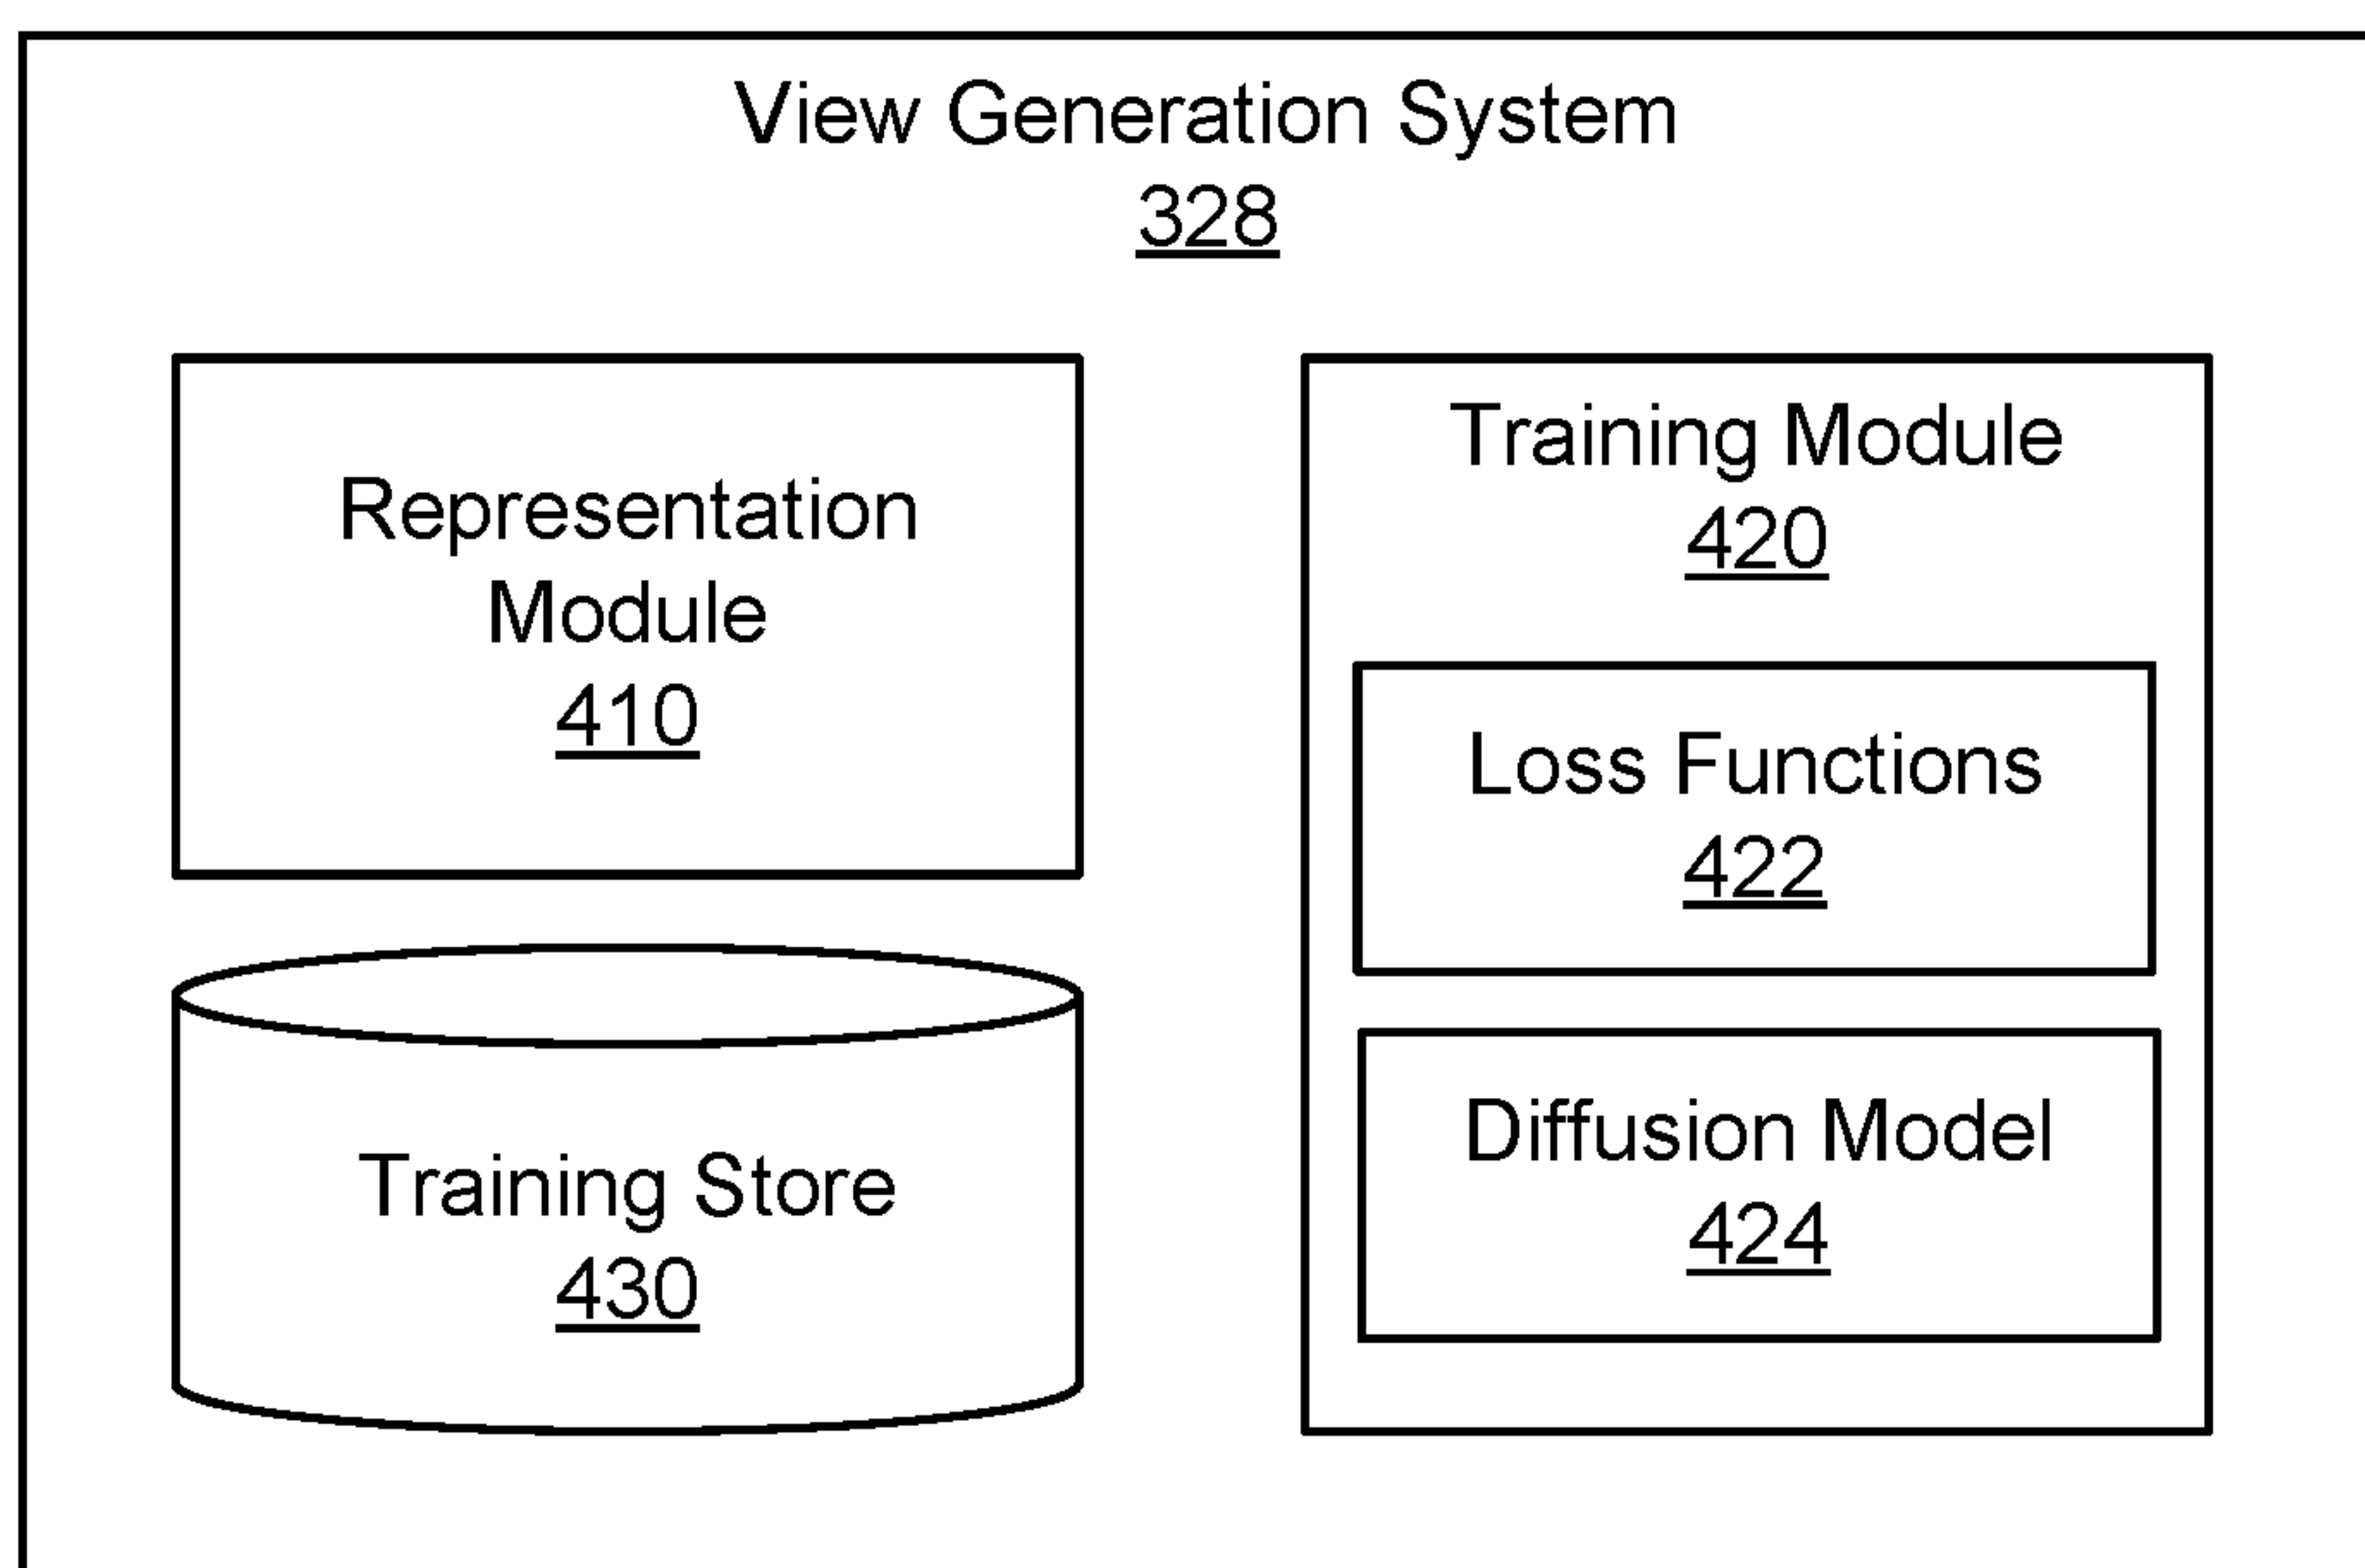 View Generation System
328
Representation
Module
410
Training Store
430
Training Module
420
Loss Functions
422
Diffusion Model
424